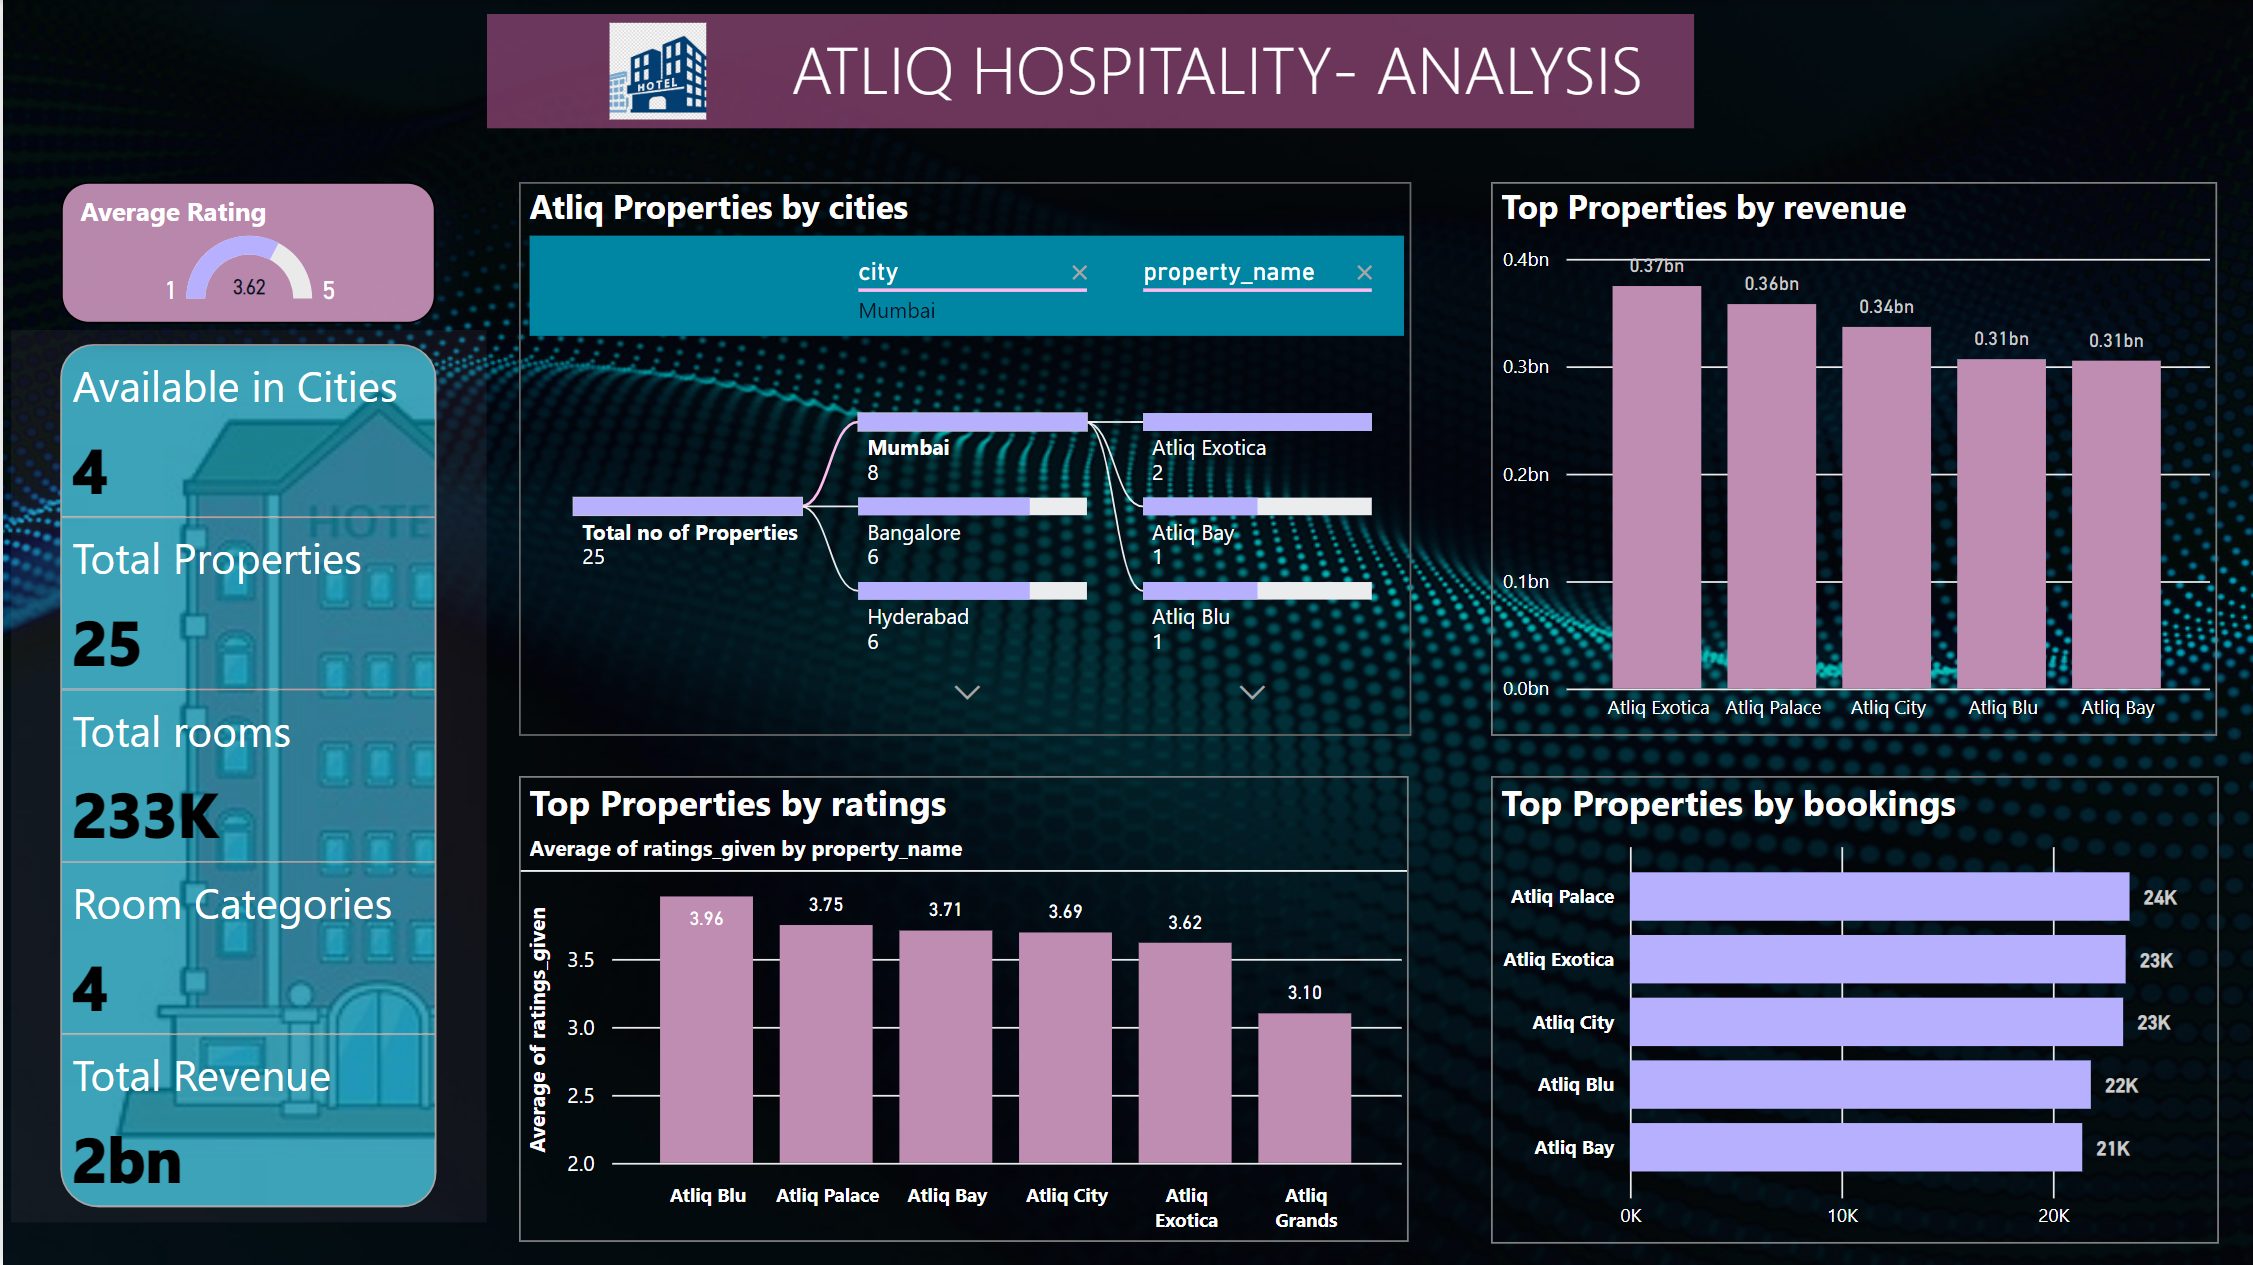 HOTEL
ATLIQ HOSPITALITY- ANALYSIS
Average Rating
1
3.62
5
Available in Cities
4
Total Properties
25
Total rooms
233K
Room Categories
4
Total Revenue
2bn
HOTE
Atliq Properties by cities
city
property_name
Mumbai
Total no of Properties
25
Mumbai
8
Bangalore
6
Hyderabad
6
Atliq Exotica
2
Atliq Bay
1
Atliq Blu
1
Top Properties by revenue
0.4bn
0.3bn
0.2bn
0.1bn
0.0bn
0.37bn
0.36bn
0.34bn
0.31bn
0.31bn
Atliq Exotica
Atliq Palace
Atliq City
Atliq Blu
Atliq Bay
Top Properties by ratings
Average of ratings_given by property_name
Average of ratings_given
3.5
3.0
2.5
2.0
3.96
3.75
3.71
3.69
3.62
3.10
Atliq Blu
Atliq Palace
Atliq Bay
Atliq City
Atliq
Exotica
Atliq
Grands
Top Properties by bookings
Atliq Palace
24K
Atliq Exotica
23K
Atliq City
23K
Atliq Blu
22K
Atliq Bay
21K
0K
10K
20K